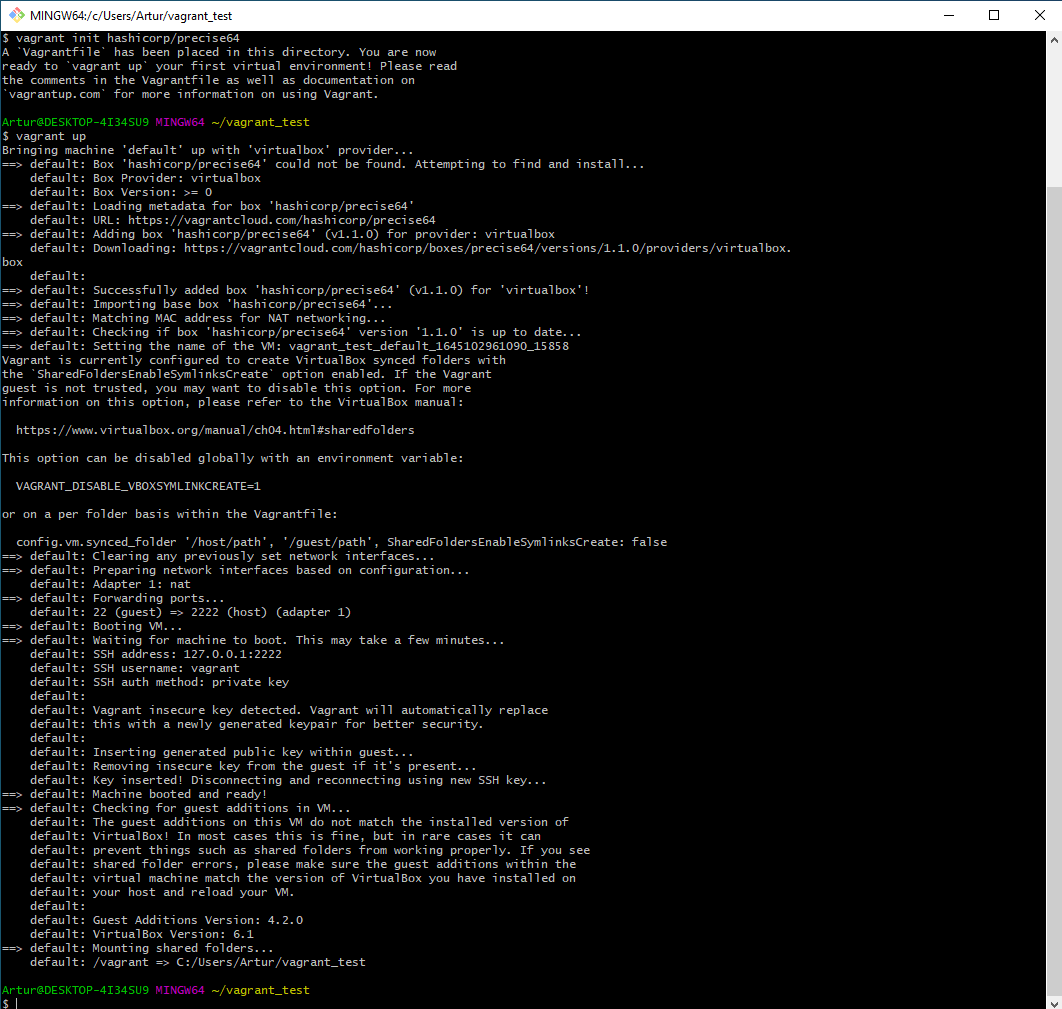 MINGW64:/c/Users/Artur/vagrant_test
$ vagrant init hashicorp/precise64
A `Vagrantfile` has been placed in this directory. You are now
ready to `vagrant up` your first virtual environment! Please read
the comments in the Vagrantfile as well as documentation on
`vagrantup.com` for more information on using Vagrant.
Artur@DESKTOP-4I34SU9 MINGW64 ~/vagrant_test
$ vagrant up
Bringing machine 'default' up with 'virtualbox' provider...
==> default: Box 'hashicorp/precise64' could not be found. Attempting to find and install...
    default: Box Provider: virtualbox
    default: Box Version: >= 0
==> default: Loading metadata for box 'hashicorp/precise64'
    default: URL: https://vagrantcloud.com/hashicorp/precise64
==> default: Adding box 'hashicorp/precise64' (v1.1.0) for provider: virtualbox
    default: Downloading: https://vagrantcloud.com/hashicorp/boxes/precise64/versions/1.1.0/providers/virtualbox.
box
    default:
==> default: Successfully added box 'hashicorp/precise64' (v1.1.0) for 'virtualbox'!
==> default: Importing base box 'hashicorp/precise64'...
==> default: Matching MAC address for NAT networking...
==> default: Checking if box 'hashicorp/precise64' version '1.1.0' is up to date...
==> default: Setting the name of the VM: vagrant_test_default_1645102961090_15858
Vagrant is currently configured to create VirtualBox synced folders with
the `SharedFoldersEnableSymlinksCreate` option enabled. If the Vagrant
guest is not trusted, you may want to disable this option. For more
information on this option, please refer to the VirtualBox manual:
  https://www.virtualbox.org/manual/ch04.html#sharedfolders
This option can be disabled globally with an environment variable:
  VAGRANT_DISABLE_VBOXSYMLINKCREATE=1
or on a per folder basis within the Vagrantfile:
  config.vm.synced_folder '/host/path', '/guest/path', SharedFoldersEnableSymlinksCreate: false
==> default: Clearing any previously set network interfaces...
==> default: Preparing network interfaces based on configuration...
    default: Adapter 1: nat
==> default: Forwarding ports...
    default: 22 (guest) => 2222 (host) (adapter 1)
==> default: Booting VM...
==> default: Waiting for machine to boot. This may take a few minutes...
    default: SSH address: 127.0.0.1:2222
    default: SSH username: vagrant
    default: SSH auth method: private key
    default:
    default: Vagrant insecure key detected. Vagrant will automatically replace
    default: this with a newly generated keypair for better security.
    default:
    default: Inserting generated public key within guest...
    default: Removing insecure key from the guest if it's present...
    default: Key inserted! Disconnecting and reconnecting using new SSH key...
==> default: Machine booted and ready!
==> default: Checking for guest additions in VM...
    default: The guest additions on this VM do not match the installed version of
    default: VirtualBox! In most cases this is fine, but in rare cases it can
    default: prevent things such as shared folders from working properly. If you see
    default: shared folder errors, please make sure the guest additions within the
    default: virtual machine match the version of VirtualBox you have installed on
    default: your host and reload your VM.
    default:
    default: Guest Additions Version: 4.2.0
    default: VirtualBox Version: 6.1
==> default: Mounting shared folders...
    default: /vagrant => C:/Users/Artur/vagrant_test
Artur@DESKTOP-4I34SU9 MINGW64 ~/vagrant_test
$